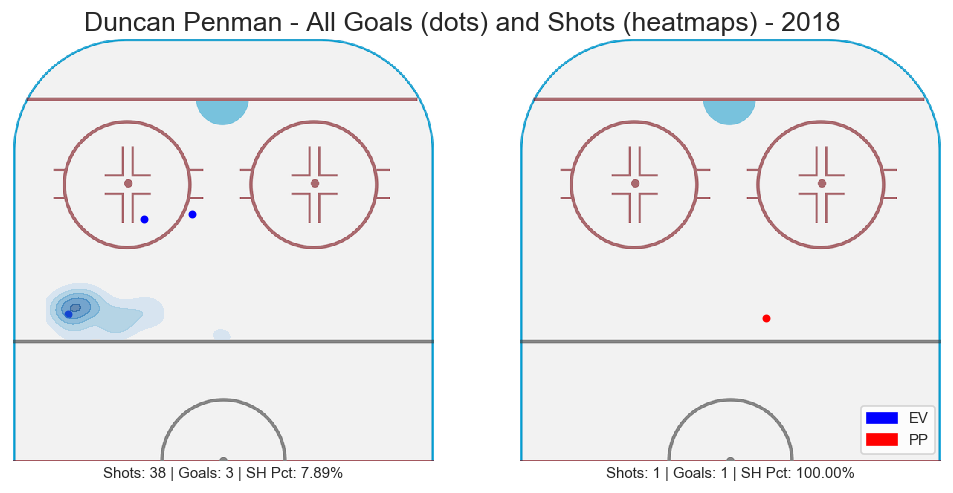 Duncan Penman - All Goals (dots) and Shots (heatmaps) - 2018
EV
PP
Shots: 38 | Goals: 3 | SH Pct: 7.89%
Shots: 1 | Goals: 1 | SH Pct: 100.00%